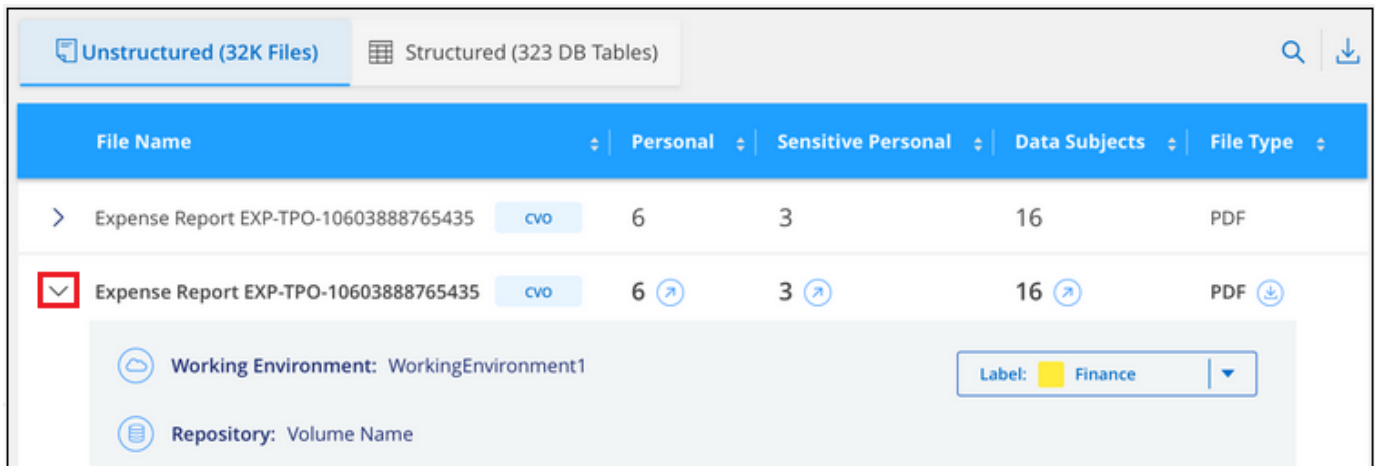 Unstructured (32K Files) Structured (323 DB Tables)
File Name Personal Sensitive Personal Data Subjects File Type
Expense Report EXP-TPO-10603888765435 CVO 6 3 16 PDF
Expense Report EXP-TPO-10603888765435 CVO 6 3 16 PDF
Working Environment: WorkingEnvironment1 Label: Finance
Repository: Volume Name